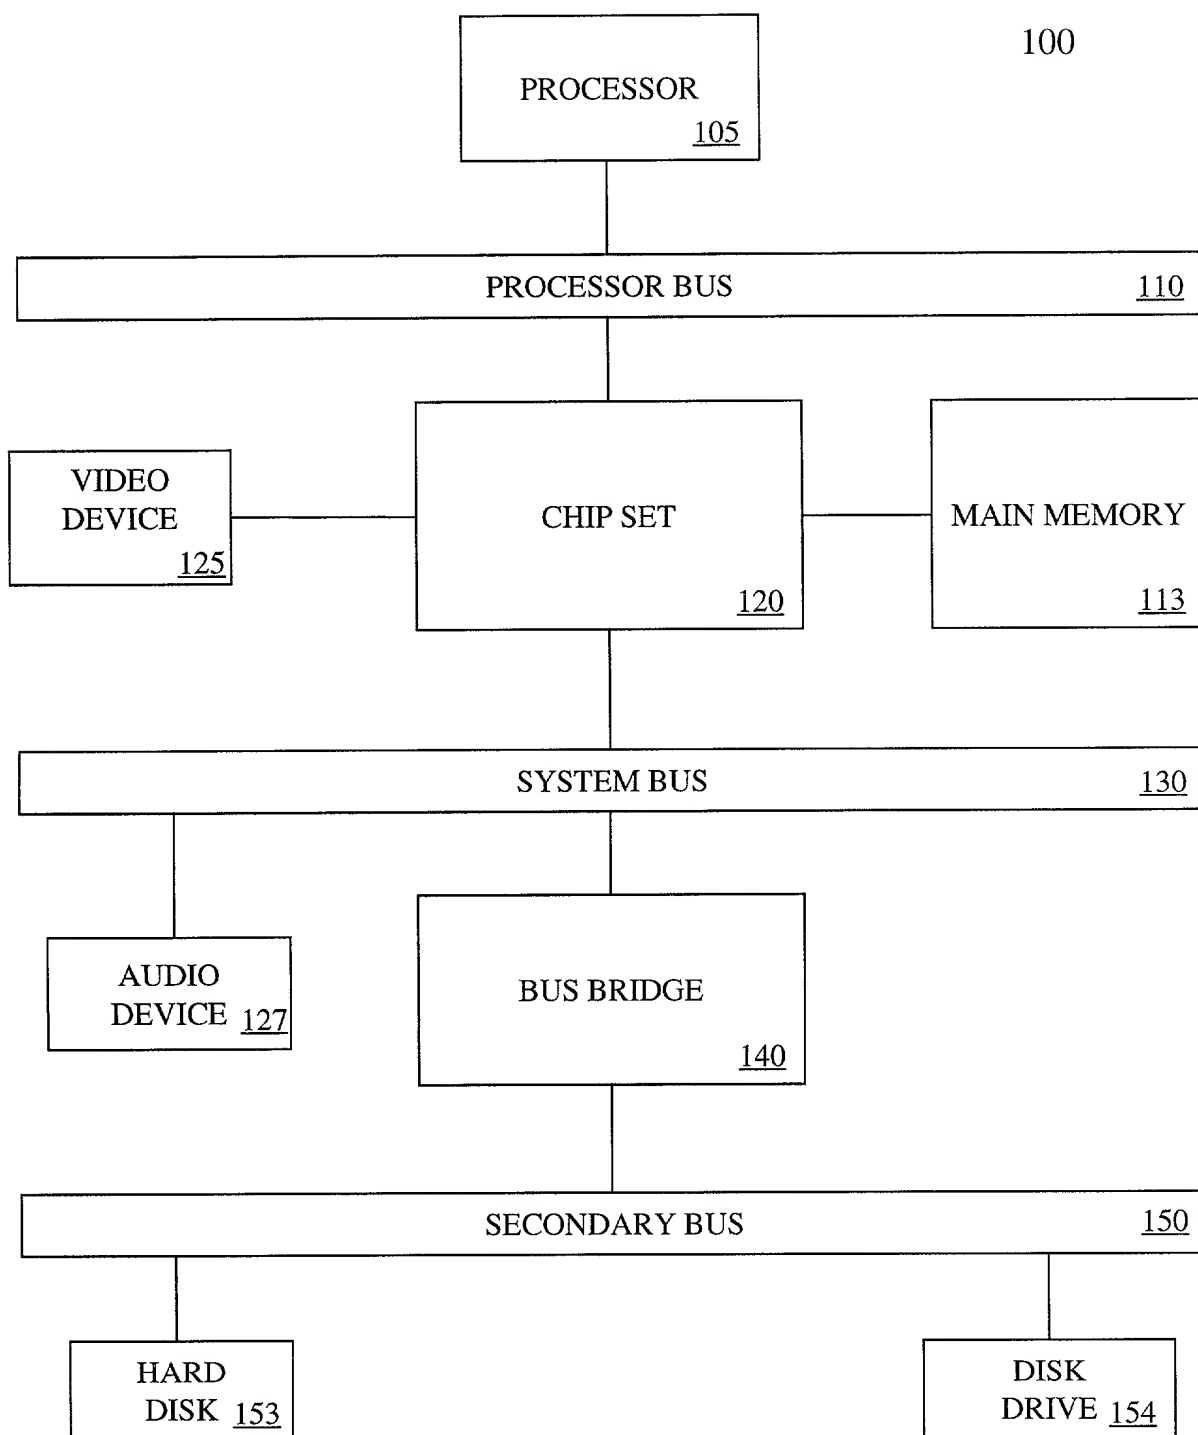 100
PROCESSOR
105
PROCESSOR BUS
110
VIDEO
DEVICE
125
CHIP SET
120
MAIN MEMORY
113
SYSTEM BUS
130
AUDIO
DEVICE 127
BUS BRIDGE
140
SECONDARY BUS
150
HARD
DISK 153
DISK
DRIVE 154